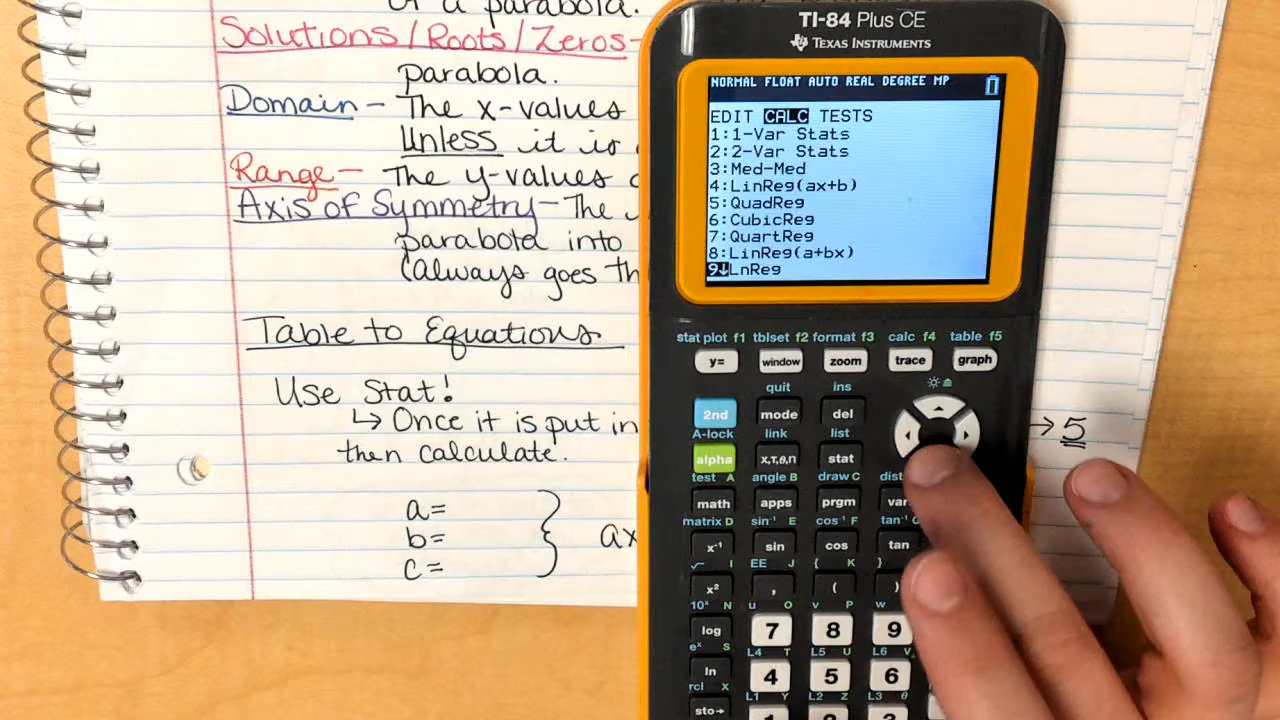 of a parabola.
Solutions/Roots/Zeros-
parabola.
Domain- The x-values
Unless it is
Range- The y-values
Axis of Symmetry- The
parabola into
(always goes th
Table to Equations
Use Stat!
↳ Once it is put in
then calculate.
a=
b=
c=
ax
→ 5
TI-84 Plus CE
TEXAS INSTRUMENTS
NORMAL FLOAT AUTO REAL DEGREE MP
EDIT CALC TESTS
1:1-Var Stats
2:2-Var Stats
3:Med-Med
4:LinReg(ax+b)
5:QuadReg
6:CubicReg
7:QuartReg
8:LinReg(a+bx)
9↓LnReg
stat plot f1 tblset f2 format f3 calc f4 table f5
y= window zoom trace graph
quit ins
2nd mode del
A-lock link list
alpha x,T,θ,n stat
test A angle B draw C dist
math apps prgm var
matrix D sin⁻¹ E cos⁻¹ F tan⁻¹ G
x⁻¹ sin cos tan
√ I EE J { K }
x² , ( )
10ˣ N u O v P w
log 7 8 9
eˣ S L4 T L5 U L6 V
ln 4 5 6
rcl X L1 Y L2 Z L3 θ
sto→ 1 2 3